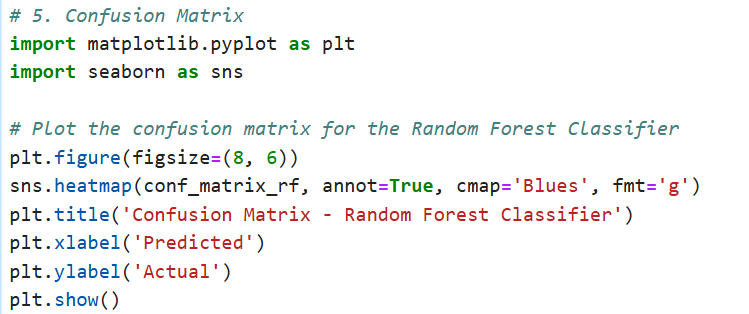 # 5. Confusion Matrix
import matplotlib.pyplot as plt
import seaborn as sns
# Plot the confusion matrix for the Random Forest Classifier
plt.figure(figsize=(8, 6))
sns.heatmap(conf_matrix_rf, annot=True, cmap='Blues', fmt='g')
plt.title('Confusion Matrix - Random Forest Classifier')
plt.xlabel('Predicted')
plt.ylabel('Actual')
plt.show()